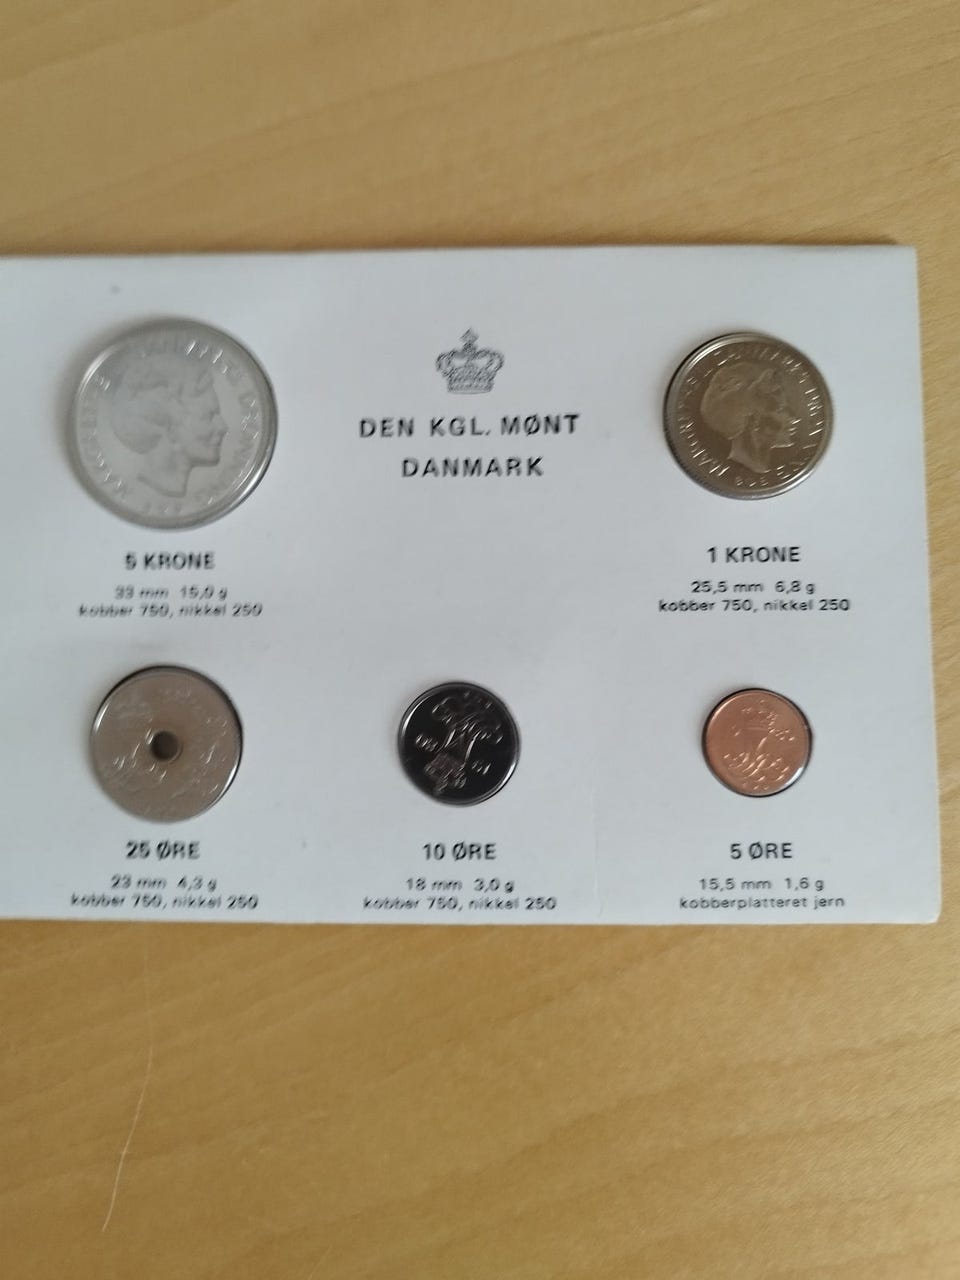 DEN KGL. MØNT
DANMARK
5 KRONE
33 mm 15,0 g
kobber 750, nikkel 250
1 KRONE
25,5 mm 6,8 g
kobber 750, nikkel 250
25 ØRE
23 mm 4,3 g
kobber 750, nikkel 250
10 ØRE
18 mm 3,0 g
kobber 750, nikkel 250
5 ØRE
15,5 mm 1,6 g
kobberplatteret jern